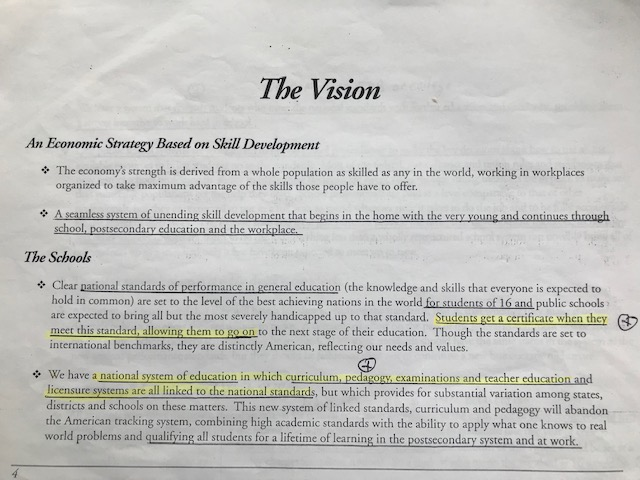 The Vision
An Economic Strategy Based on Skill Development
❖ The economy's strength is derived from a whole population as skilled as any in the world, working in workplaces
organized to take maximum advantage of the skills those people have to offer.
❖ A seamless system of unending skill development that begins in the home with the very young and continues through
school, postsecondary education and the workplace.
The Schools
❖ Clear national standards of performance in general education (the knowledge and skills that everyone is expected to
hold in common) are set to the level of the best achieving nations in the world for students of 16 and public schools
are expected to bring all but the most severely handicapped up to that standard. Students get a certificate when they
meet this standard, allowing them to go on to the next stage of their education. Though the standards are set to
international benchmarks, they are distinctly American, reflecting our needs and values.
❖ We have a national system of education in which curriculum, pedagogy, examinations and teacher education and
licensure systems are all linked to the national standards, but which provides for substantial variation among states,
districts and schools on these matters. This new system of linked standards, curriculum and pedagogy will abandon
the American tracking system, combining high academic standards with the ability to apply what one knows to real
world problems and qualifying all students for a lifetime of learning in the postsecondary system and at work.
4